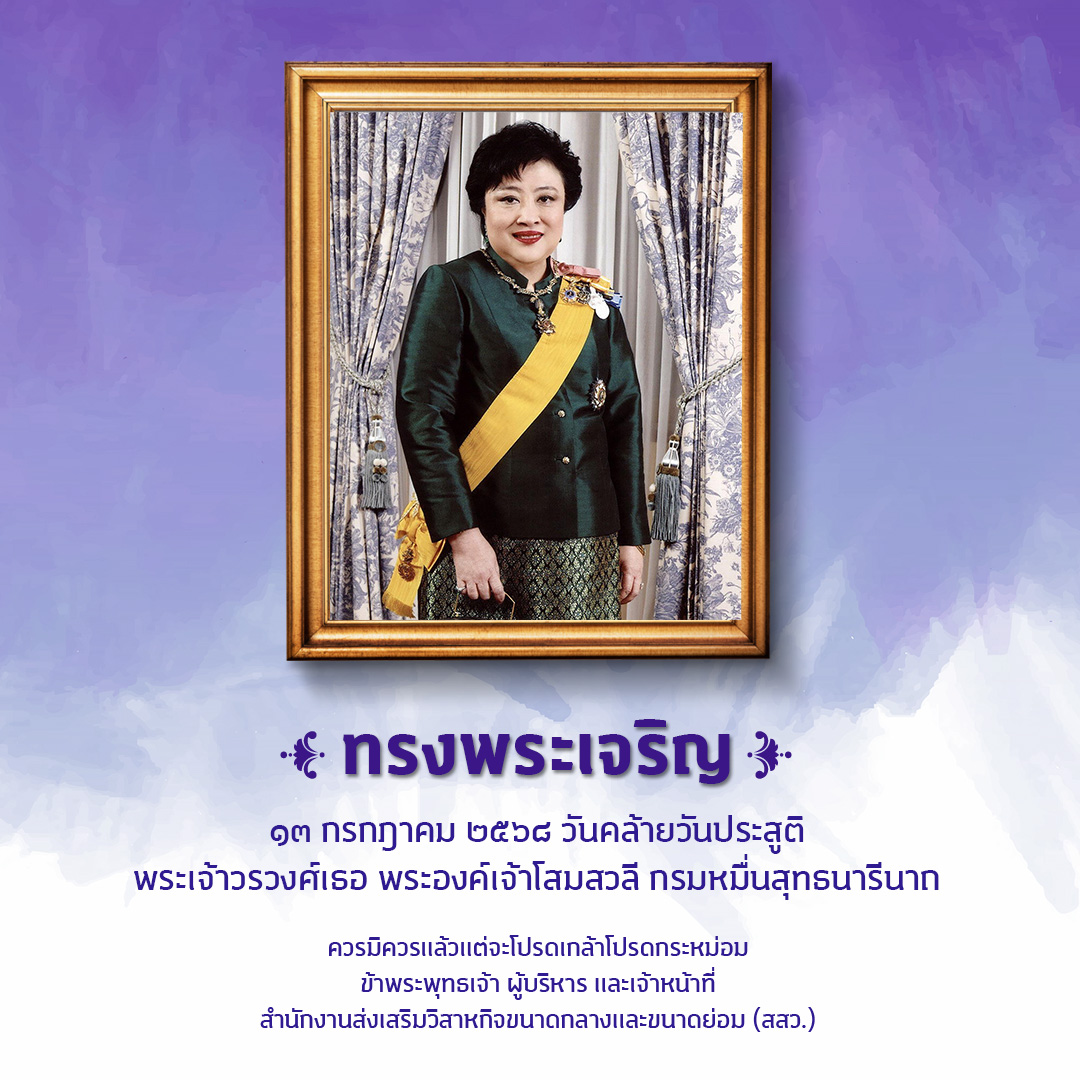 ทรงพระเจริญ
๑๓ กรกฎาคม ๒๕๖๘ วันคล้ายวันประสูติ
พระเจ้าวรวงศ์เธอ พระองค์เจ้าโสมสวลี กรมหมื่นสุทธนารีนาถ
ควรมิควรแล้วแต่จะโปรดเกล้าโปรดกระหม่อม
ข้าพระพุทธเจ้า ผู้บริหาร และเจ้าหน้าที่
สำนักงานส่งเสริมวิสาหกิจขนาดกลางและขนาดย่อม (สสว.)